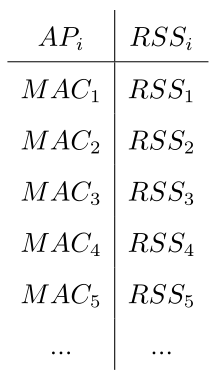 AP_i RSS_i
MAC_1 RSS_1
MAC_2 RSS_2
MAC_3 RSS_3
MAC_4 RSS_4
MAC_5 RSS_5
... ...